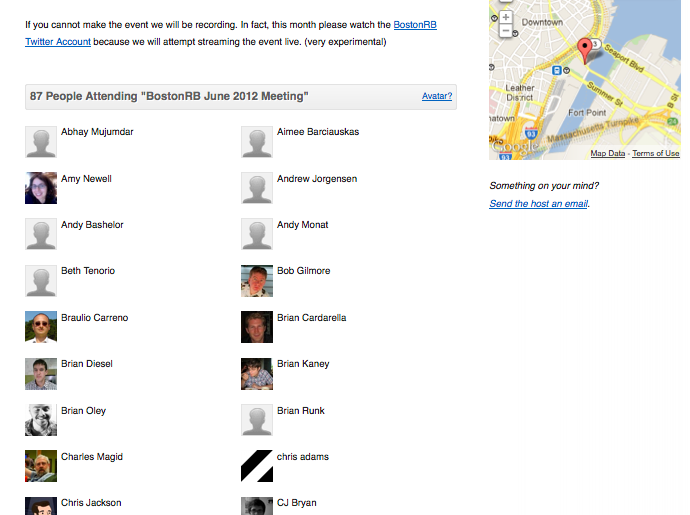 If you cannot make the event we will be recording. In fact, this month please watch the BostonRB
Twitter Account because we will attempt streaming the event live. (very experimental)
87 People Attending "BostonRB June 2012 Meeting"
Avatar?
Abhay Mujumdar
Aimee Barciauskas
Amy Newell
Andrew Jorgensen
Andy Bashelor
Andy Monat
Beth Tenorio
Bob Gilmore
Braulio Carreno
Brian Cardarella
Brian Diesel
Brian Kaney
Brian Oley
Brian Runk
Charles Magid
chris adams
Chris Jackson
CJ Bryan
+
−
Downtown
3
Seaport Blvd
Leather
District
Summer St
natown
Fort Point
93
Massachusetts Turnpike
93
Google
Map Data - Terms of Use
Something on your mind?
Send the host an email.